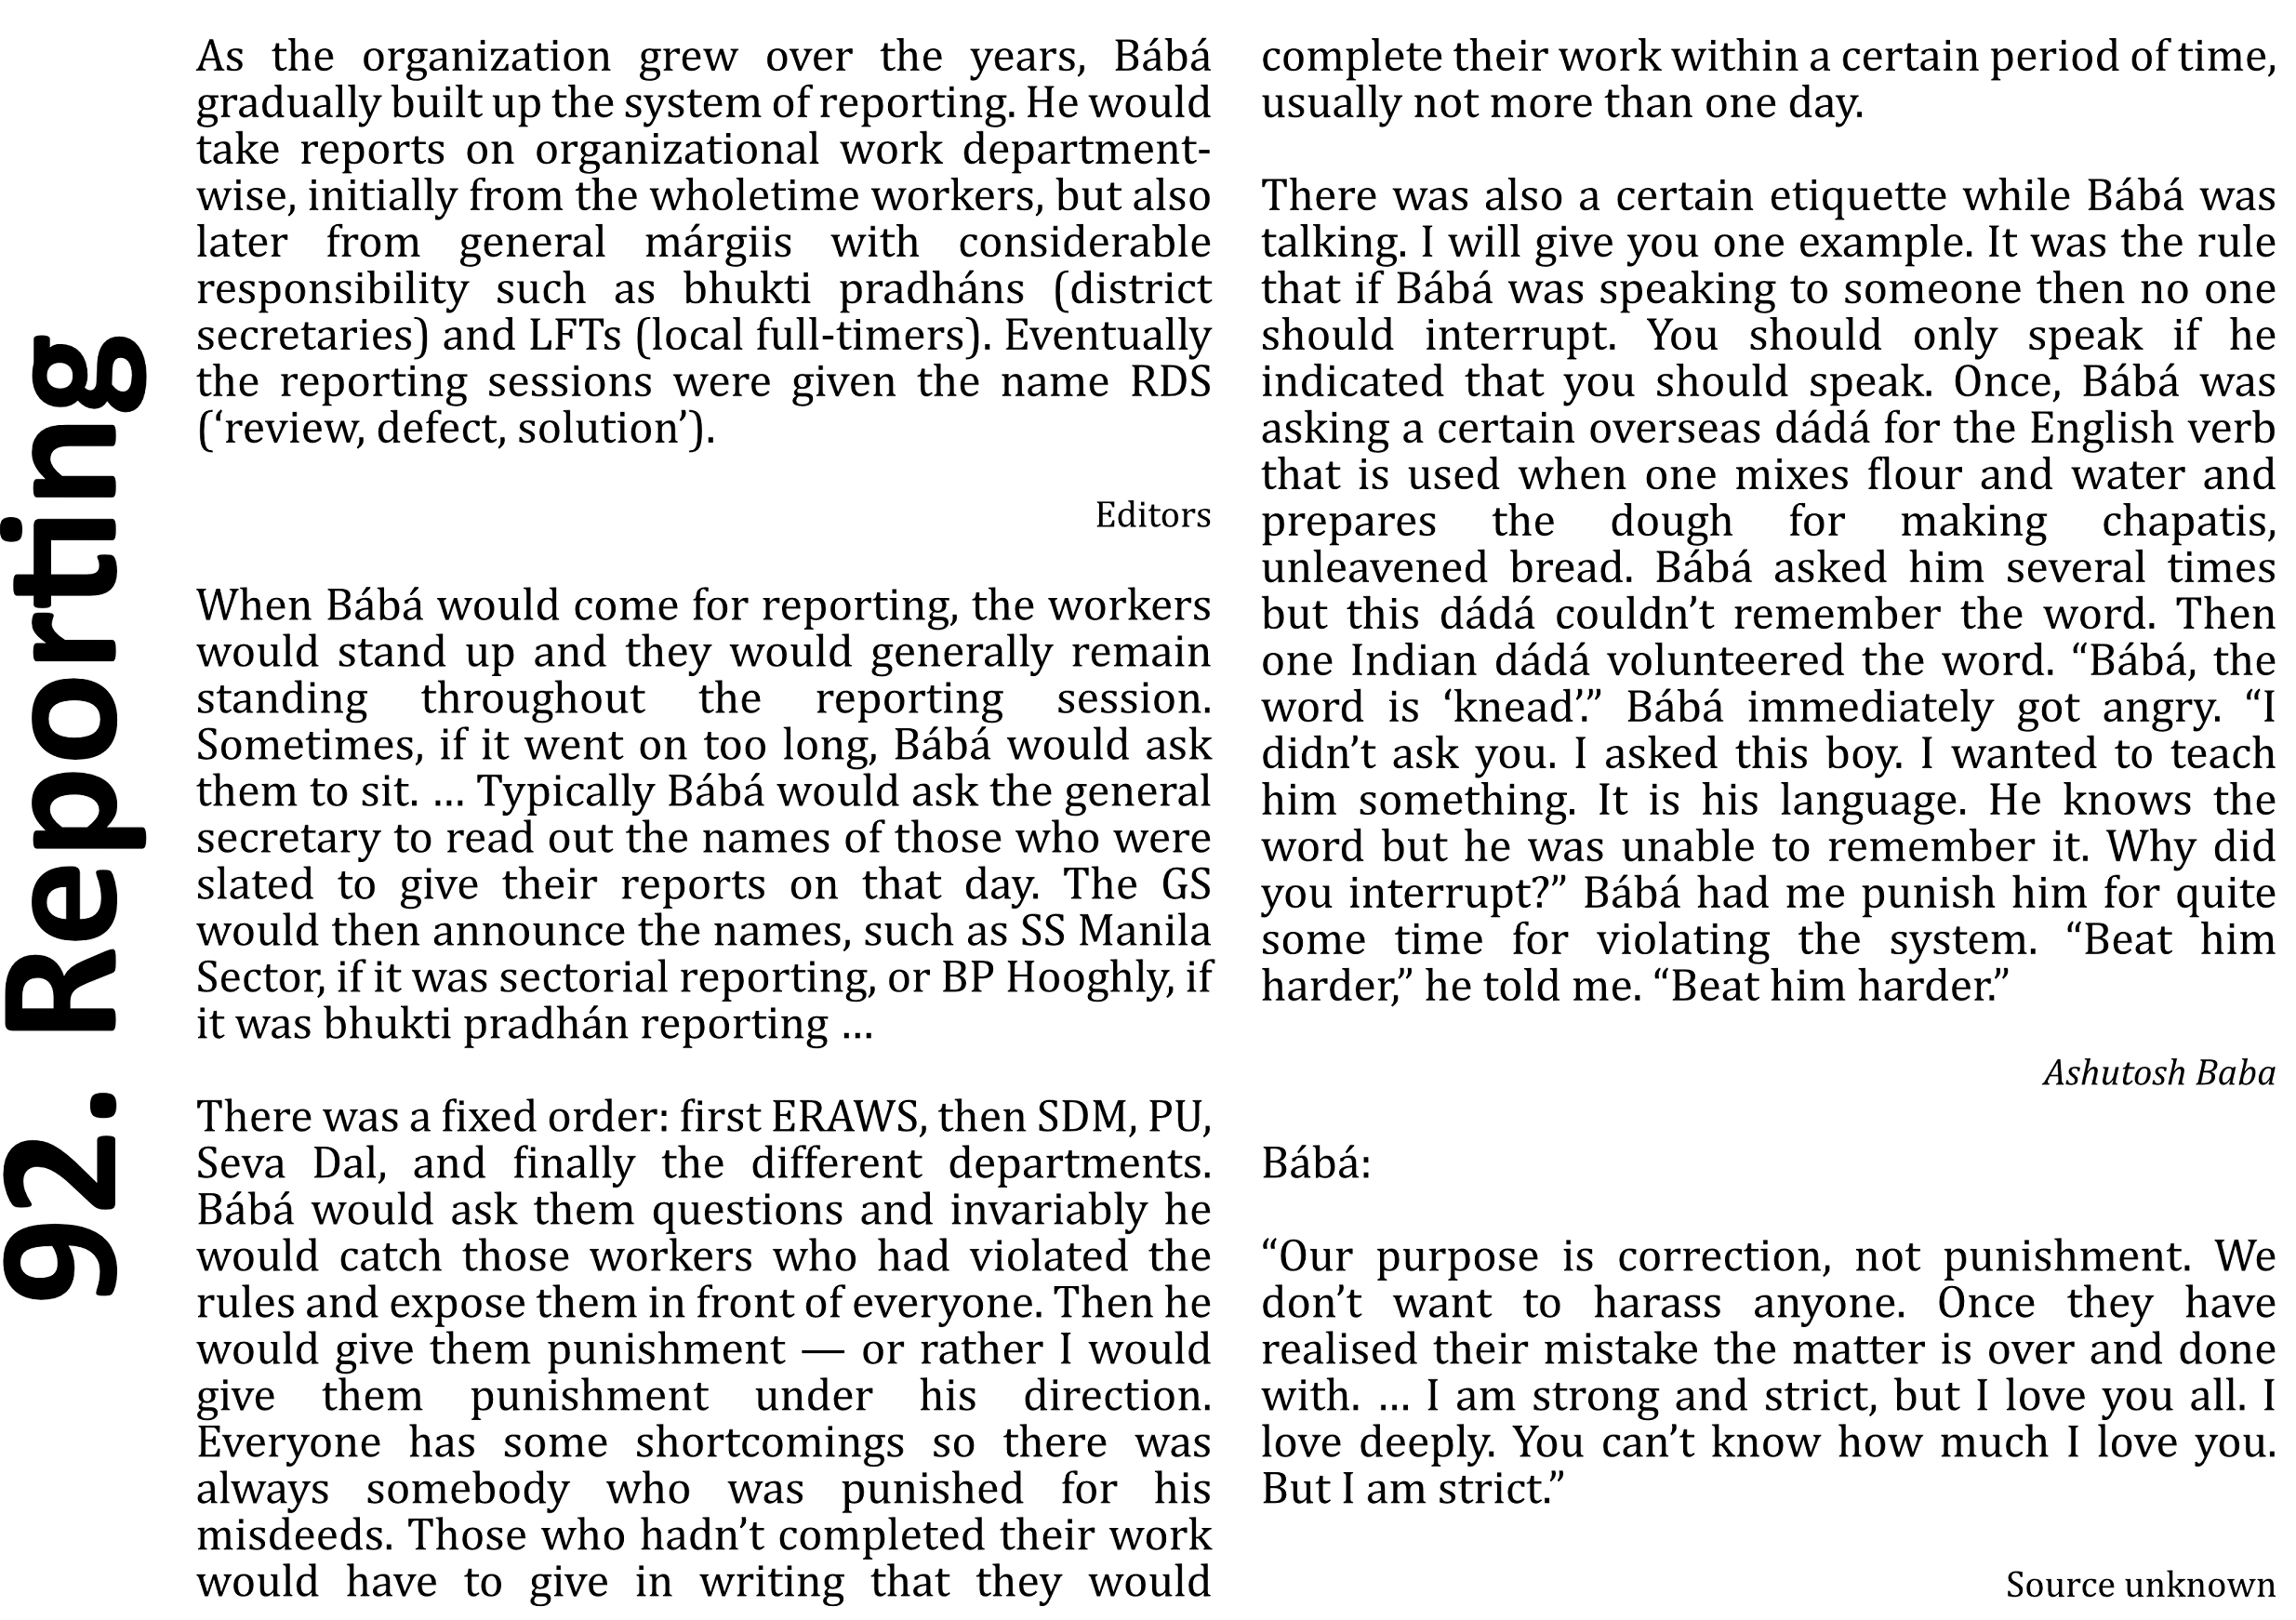 92. Reporting
As the organization grew over the years, Bábá
gradually built up the system of reporting. He would
take reports on organizational work department-
wise, initially from the wholetime workers, but also
later from general márgiis with considerable
responsibility such as bhukti pradháns (district
secretaries) and LFTs (local full-timers). Eventually
the reporting sessions were given the name RDS
(‘review, defect, solution’).
Editors
When Bábá would come for reporting, the workers
would stand up and they would generally remain
standing throughout the reporting session.
Sometimes, if it went on too long, Bábá would ask
them to sit. … Typically Bábá would ask the general
secretary to read out the names of those who were
slated to give their reports on that day. The GS
would then announce the names, such as SS Manila
Sector, if it was sectorial reporting, or BP Hooghly, if
it was bhukti pradhán reporting …
There was a fixed order: first ERAWS, then SDM, PU,
Seva Dal, and finally the different departments.
Bábá would ask them questions and invariably he
would catch those workers who had violated the
rules and expose them in front of everyone. Then he
would give them punishment — or rather I would
give them punishment under his direction.
Everyone has some shortcomings so there was
always somebody who was punished for his
misdeeds. Those who hadn’t completed their work
would have to give in writing that they would
complete their work within a certain period of time,
usually not more than one day.
There was also a certain etiquette while Bábá was
talking. I will give you one example. It was the rule
that if Bábá was speaking to someone then no one
should interrupt. You should only speak if he
indicated that you should speak. Once, Bábá was
asking a certain overseas dádá for the English verb
that is used when one mixes flour and water and
prepares the dough for making chapatis,
unleavened bread. Bábá asked him several times
but this dádá couldn’t remember the word. Then
one Indian dádá volunteered the word. “Bábá, the
word is ‘knead’.” Bábá immediately got angry. “I
didn’t ask you. I asked this boy. I wanted to teach
him something. It is his language. He knows the
word but he was unable to remember it. Why did
you interrupt?” Bábá had me punish him for quite
some time for violating the system. “Beat him
harder,” he told me. “Beat him harder.”
Ashutosh Baba
Bábá:
“Our purpose is correction, not punishment. We
don’t want to harass anyone. Once they have
realised their mistake the matter is over and done
with. … I am strong and strict, but I love you all. I
love deeply. You can’t know how much I love you.
But I am strict.”
Source unknown